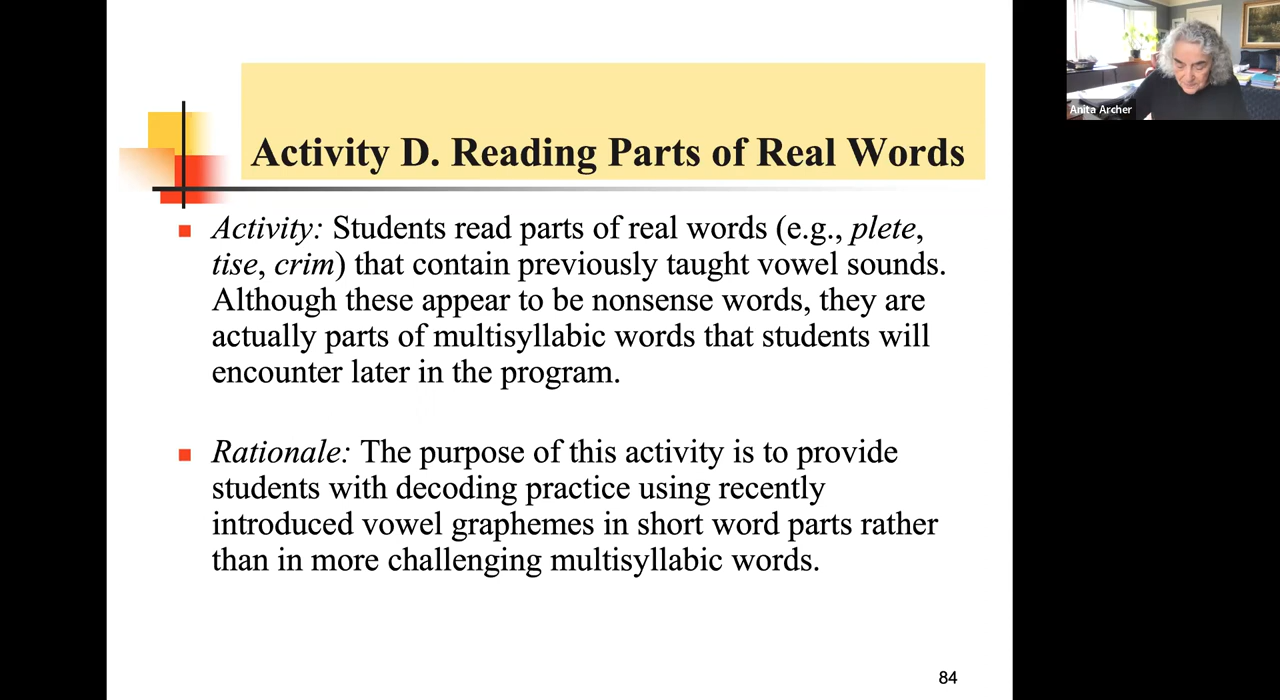 Anita Archer
Activity D. Reading Parts of Real Words
Activity: Students read parts of real words (e.g., plete,
tise, crim) that contain previously taught vowel sounds.
Although these appear to be nonsense words, they are
actually parts of multisyllabic words that students will
encounter later in the program.
Rationale: The purpose of this activity is to provide
students with decoding practice using recently
introduced vowel graphemes in short word parts rather
than in more challenging multisyllabic words.
84